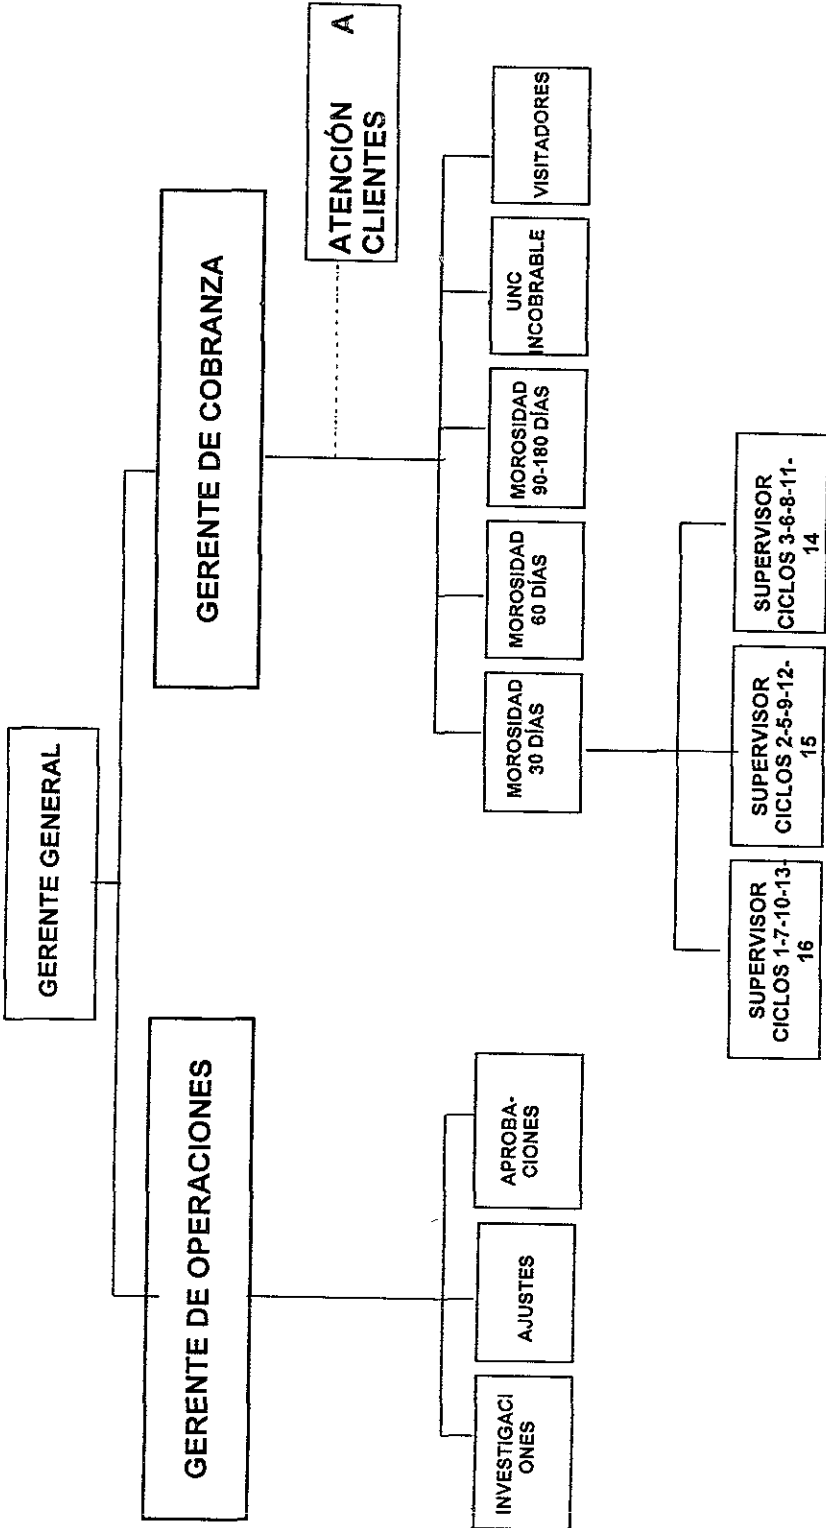 GERENTE GENERAL
GERENTE DE OPERACIONES
GERENTE DE COBRANZA
ATENCIÓN A
CLIENTES
INVESTIGACI
ONES
AJUSTES
APROBA-
CIONES
MOROSIDAD
30 DÍAS
MOROSIDAD
60 DÍAS
MOROSIDAD
90-180 DÍAS
UNC
INCOBRABLE
VISITADORES
SUPERVISOR
CICLOS 1-7-10-13-
16
SUPERVISOR
CICLOS 2-5-9-12-
15
SUPERVISOR
CICLOS 3-6-8-11-
14